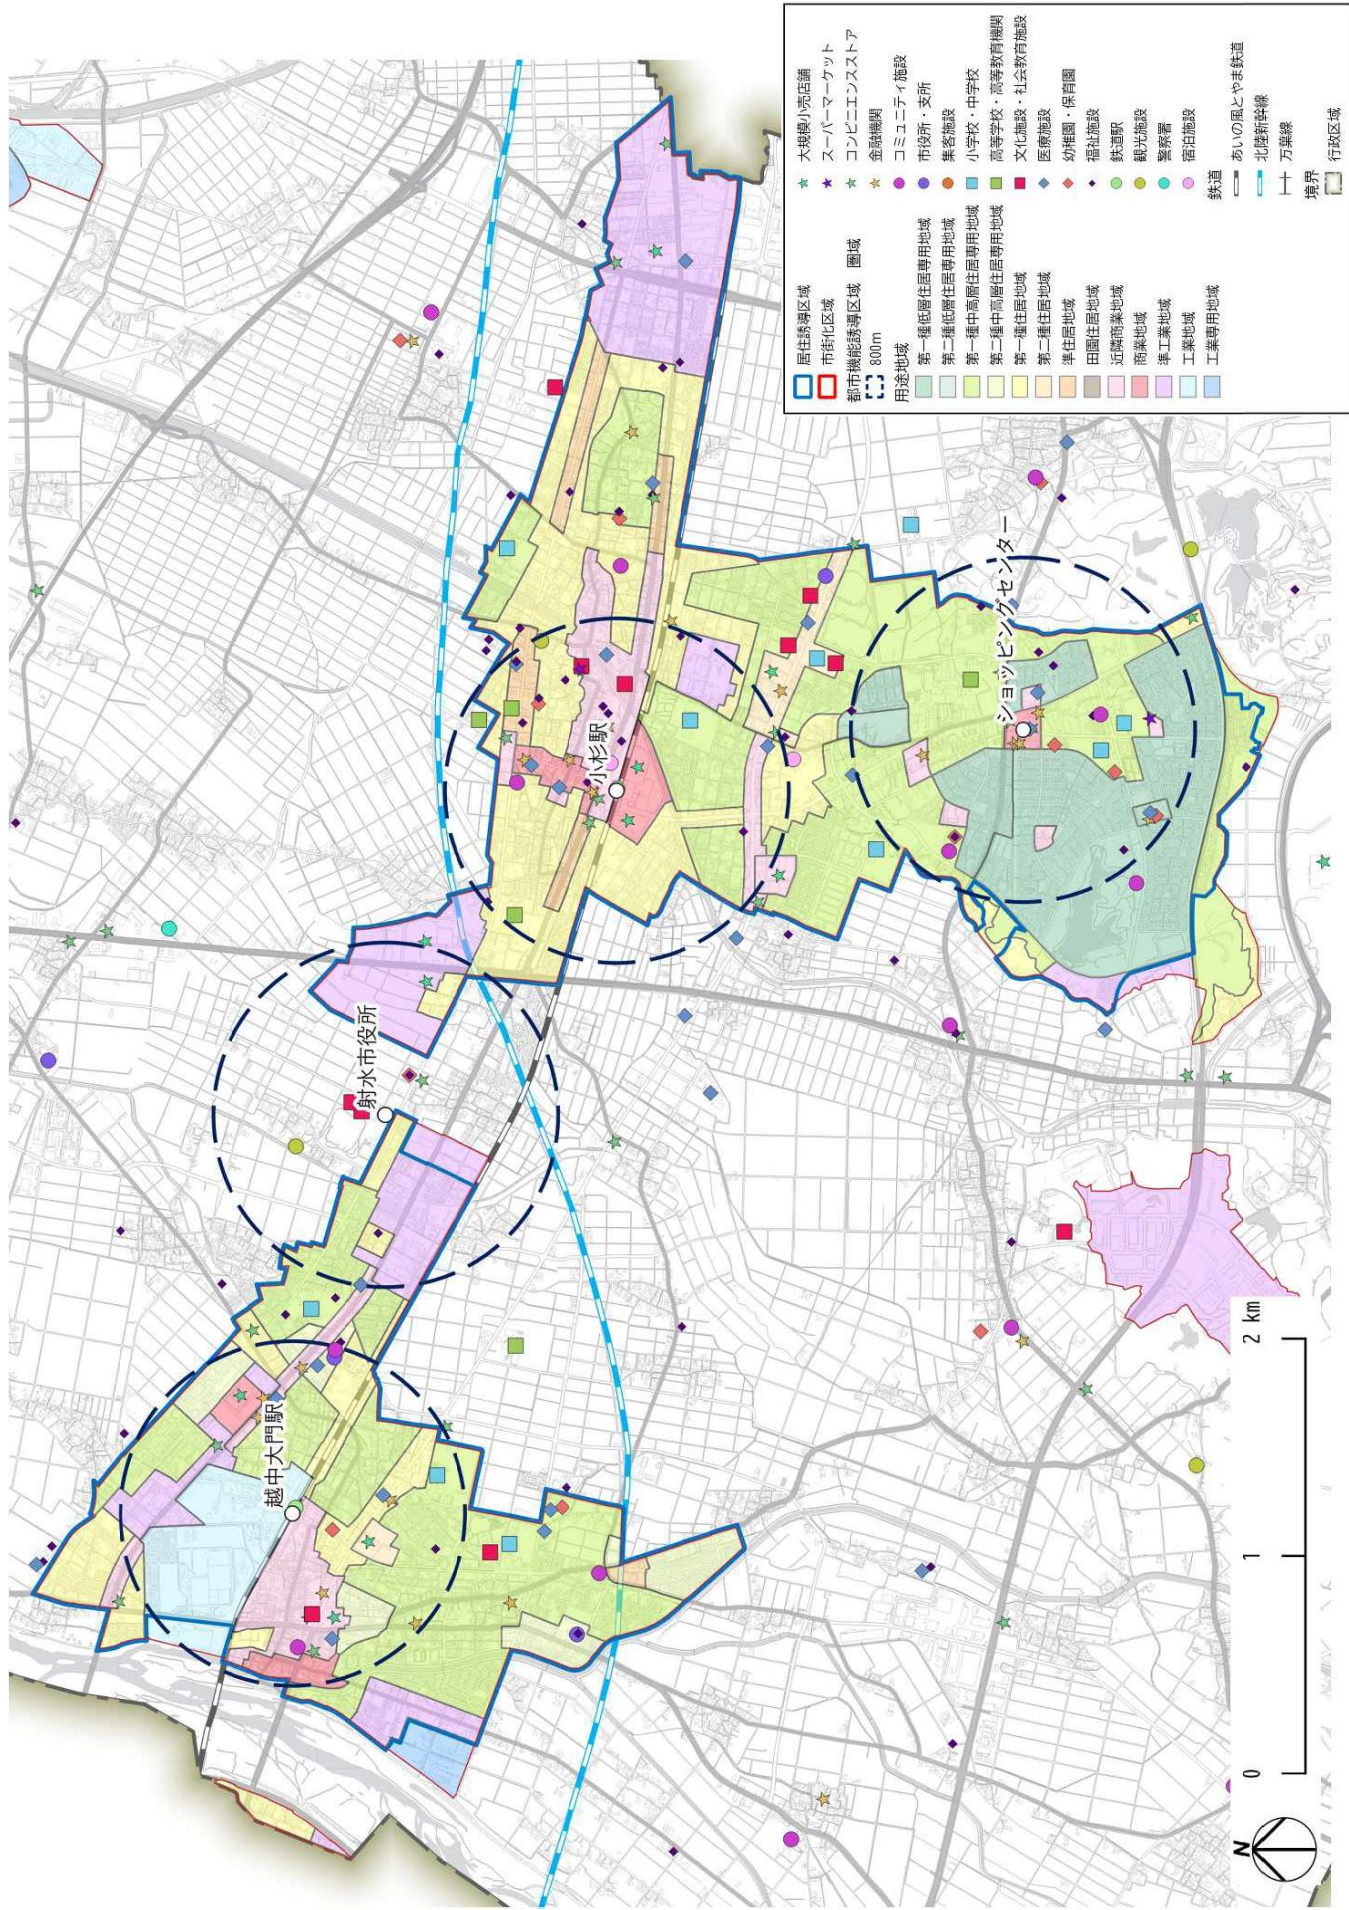 居住誘導区域
市街化区域
都市機能誘導区域 圏域
800m
用途地域
第一種低層住居専用地域
第二種低層住居専用地域
第一種中高層住居専用地域
第二種中高層住居専用地域
第一種住居地域
第二種住居地域
準住居地域
田園住居地域
近隣商業地域
商業地域
準工業地域
工業地域
工業専用地域
大規模小売店舗
スーパーマーケット
コンビニエンスストア
金融機関
コミュニティ施設
市役所・支所
集客施設
小学校・中学校
高等学校・高等教育機関
文化施設・社会教育施設
医療施設
幼稚園・保育園
福祉施設
鉄道駅
観光施設
警察署
宿泊施設
鉄道
あいの風とやま鉄道
北陸新幹線
万葉線
境界
行政区域
越中大門駅
射水市役所
小杉駅
ショッピングセンター
N
0 1 2 km